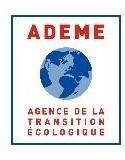 ADEME
AGENCE DE LA
TRANSITION
ÉCOLOGIQUE